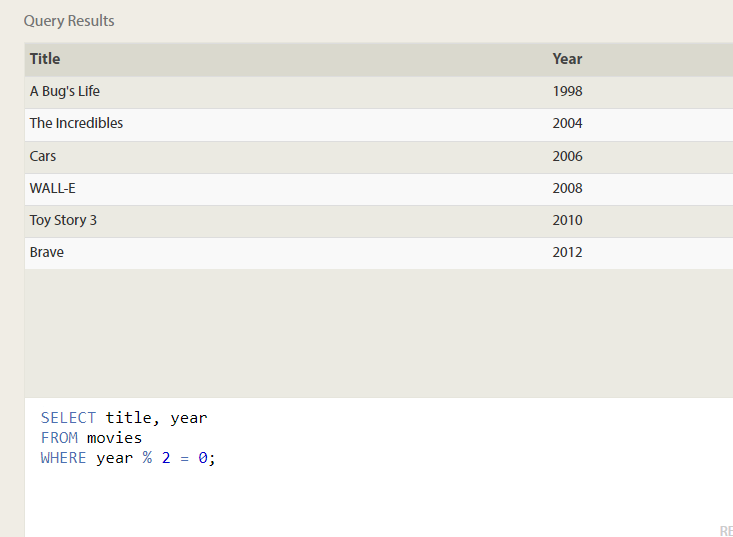 Query Results
Title Year
A Bug's Life 1998
The Incredibles 2004
Cars 2006
WALL-E 2008
Toy Story 3 2010
Brave 2012
SELECT title, year
FROM movies
WHERE year % 2 = 0;
RE